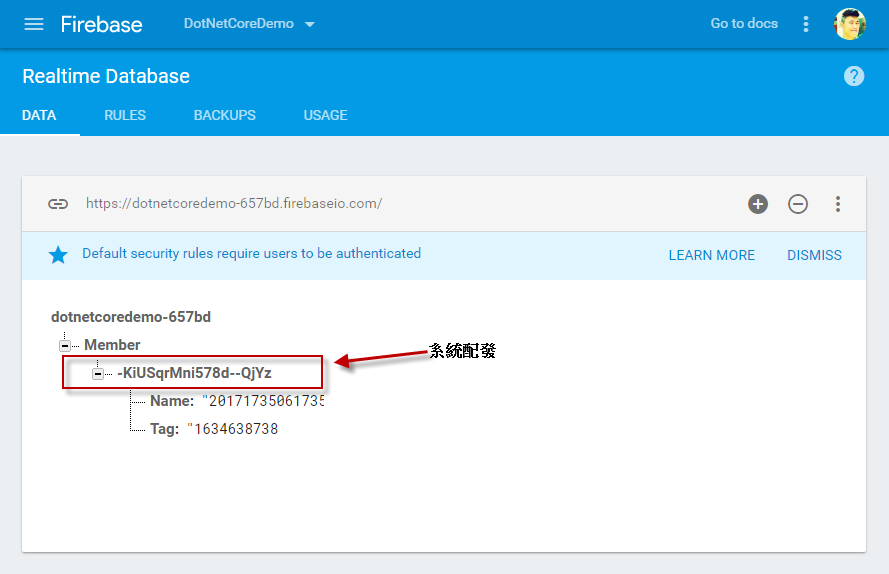 Firebase DotNetCoreDemo Go to docs
Realtime Database ?
DATA RULES BACKUPS USAGE
https://dotnetcoredemo-657bd.firebaseio.com/
Default security rules require users to be authenticated LEARN MORE DISMISS
dotnetcoredemo-657bd
Member
系統配發
-KiUSqrMni578d--QjYz
Name: "20171735061735
Tag: "1634638738